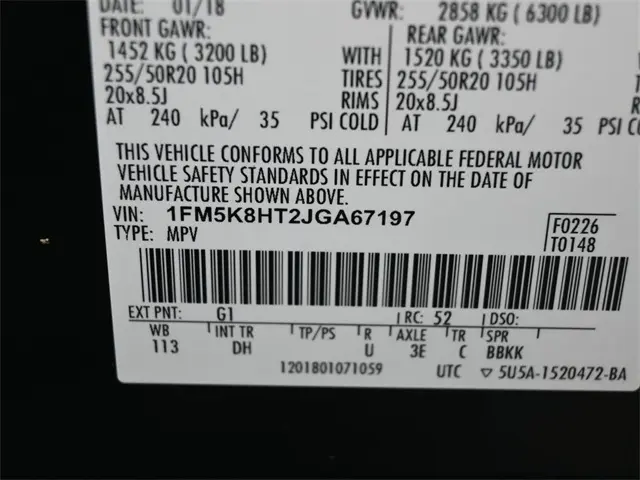 DATE: 01/18 GVWR: 2858 KG ( 6300 LB)
FRONT GAWR: REAR GAWR:
1452 KG ( 3200 LB) WITH 1520 KG ( 3350 LB)
255/50R20 105H TIRES 255/50R20 105H
20x8.5J RIMS 20x8.5J
AT 240 kPa/ 35 PSI COLD AT 240 kPa/ 35 PSI
THIS VEHICLE CONFORMS TO ALL APPLICABLE FEDERAL MOTOR
VEHICLE SAFETY STANDARDS IN EFFECT ON THE DATE OF
MANUFACTURE SHOWN ABOVE.
VIN: 1FM5K8HT2JGA67197 F0226
TYPE: MPV T0148
EXT PNT: G1 RC: 52 DSO:
WB INT TR TP/PS R AXLE TR SPR
113 DH U 3E C BBKK
1201801071059 UTC ▽ 5U5A-1520472-BA